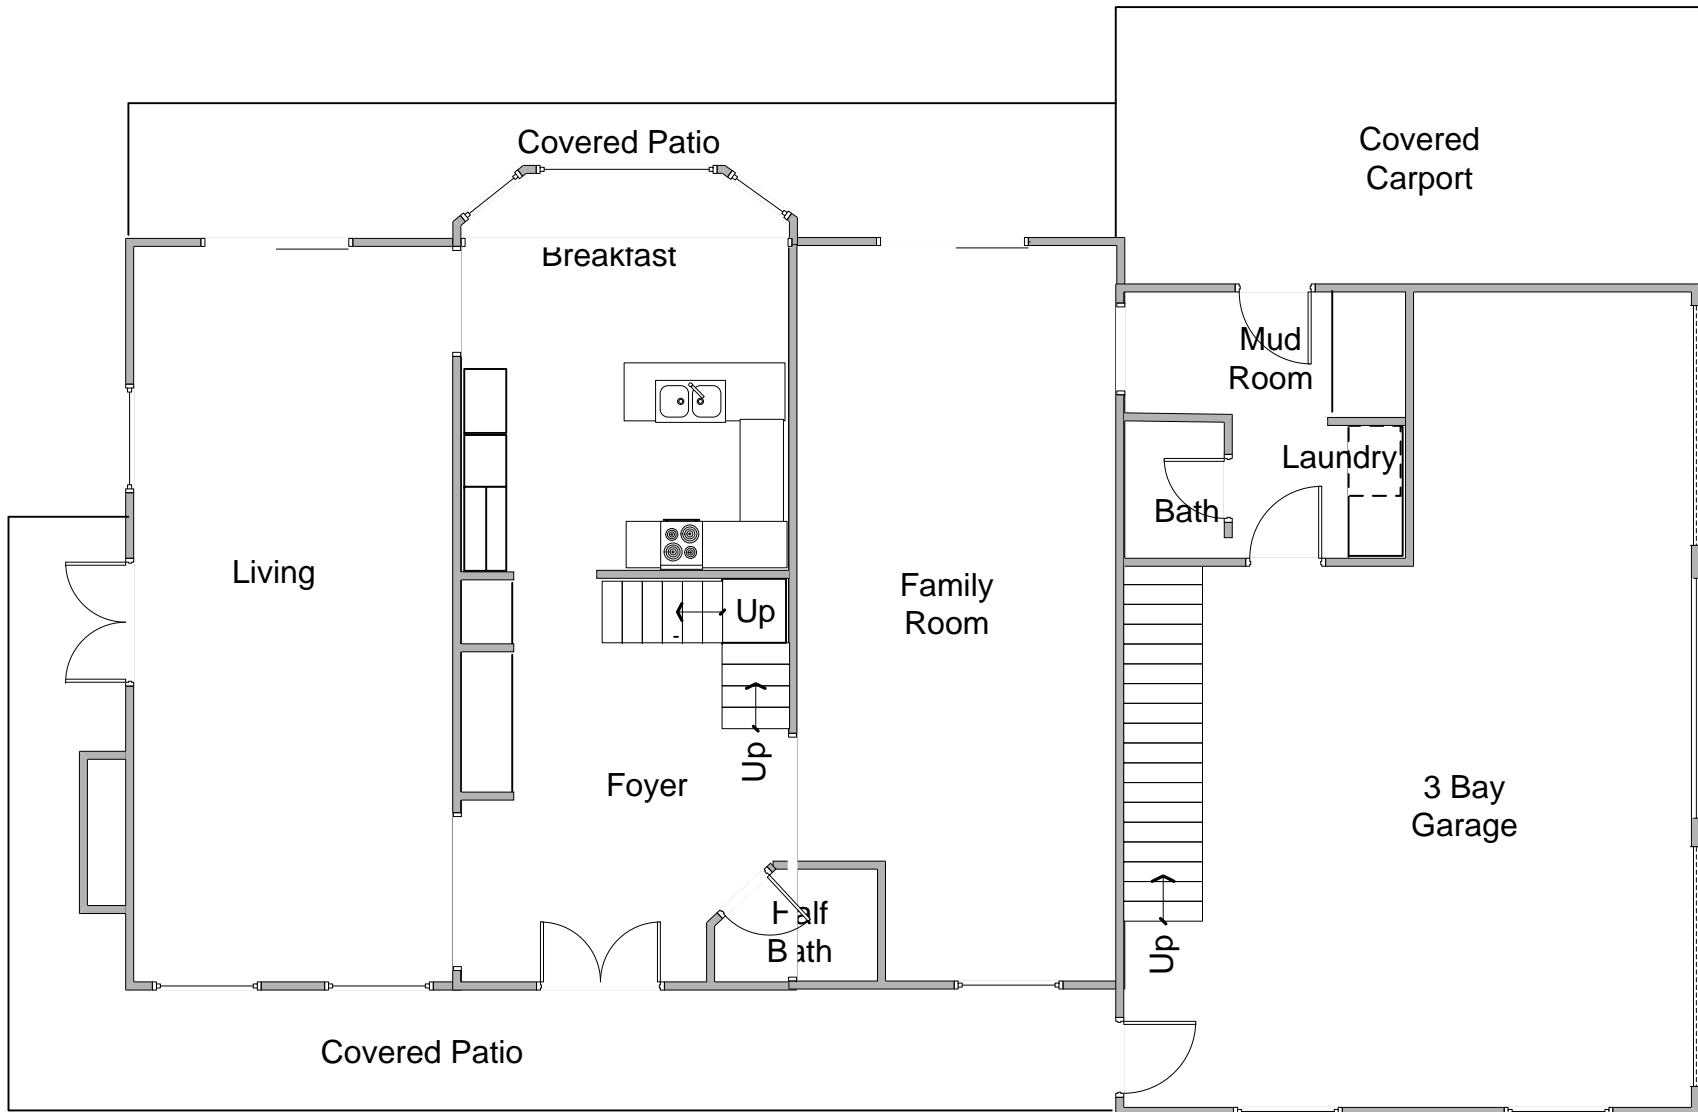 Covered Patio
Covered
Carport
Breakfast
Mud
Room
Laundry
Bath
Living
Family
Room
Up
Up
Foyer
3 Bay
Garage
Half
Bath
Up
Covered Patio